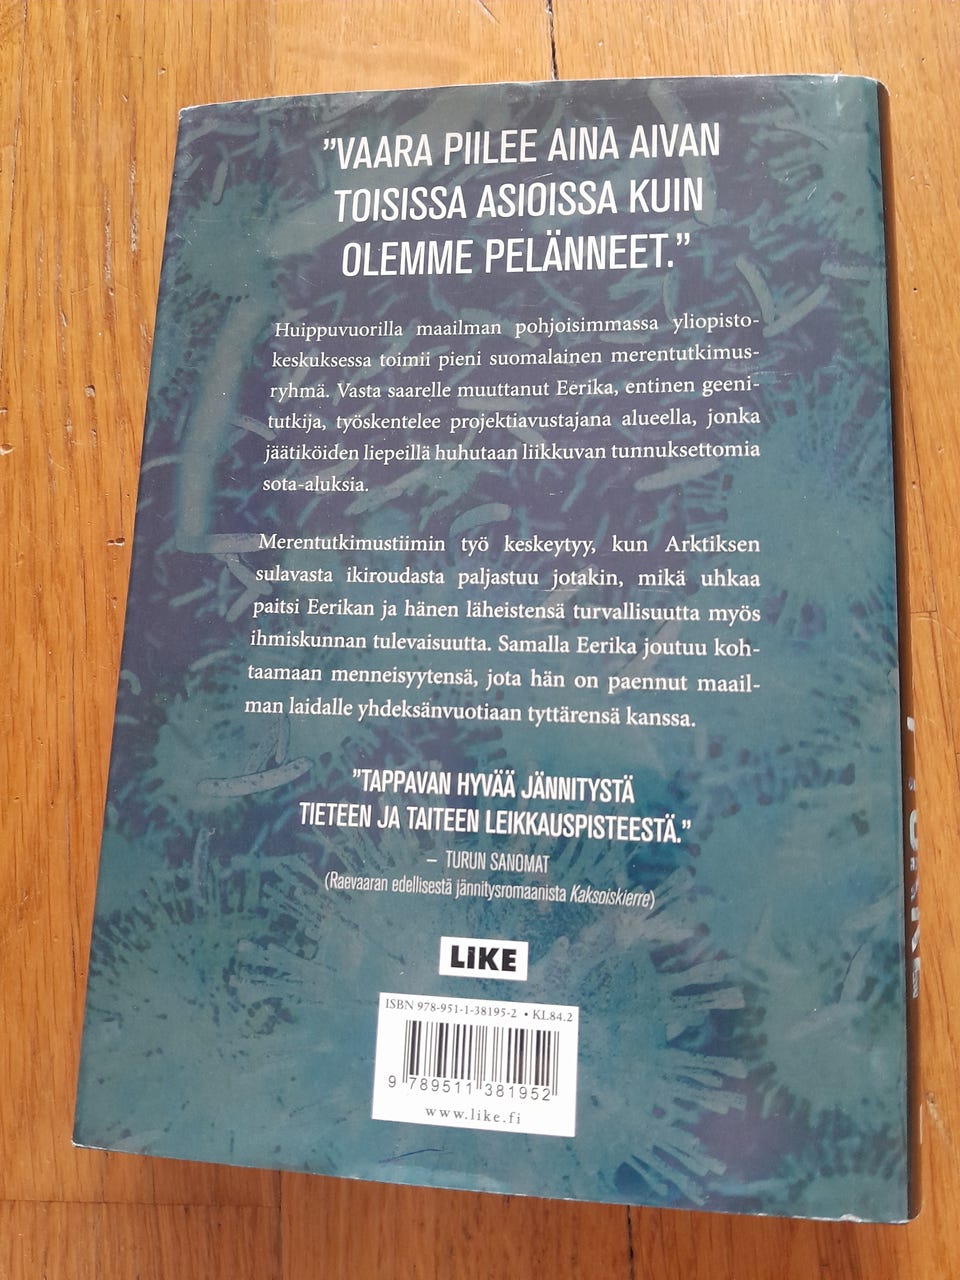 ”VAARA PIILEE AINA AIVAN
TOISISSA ASIOISSA KUIN
OLEMME PELÄNNEET.”
Huippuvuorilla maailman pohjoisimmassa yliopisto-
keskuksessa toimii pieni suomalainen merentutkimus-
ryhmä. Vasta saarelle muuttanut Eerika, entinen geeni-
tutkija, työskentelee projektiavustajana alueella, jonka
jäätiköiden liepeillä huhutaan liikkuvan tunnuksettomia
sota-aluksia.
Merentutkimustiimin työ keskeytyy, kun Arktiksen
sulavasta ikiroudasta paljastuu jotakin, mikä uhkaa
paitsi Eerikan ja hänen läheistensä turvallisuutta myös
ihmiskunnan tulevaisuutta. Samalla Eerika joutuu koh-
taamaan menneisyytensä, jota hän on paennut maail-
man laidalle yhdeksänvuotiaan tyttärensä kanssa.
”TAPPAVAN HYVÄÄ JÄNNITYSTÄ
TIETEEN JA TAITEEN LEIKKAUSPISTEESTÄ.”
– TURUN SANOMAT
(Raevaaran edellisestä jännitysromaanista Kaksoiskierre)
LIKE
ISBN 978-951-1-38195-2 • KL84.2
9 789511 381952
www.like.fi